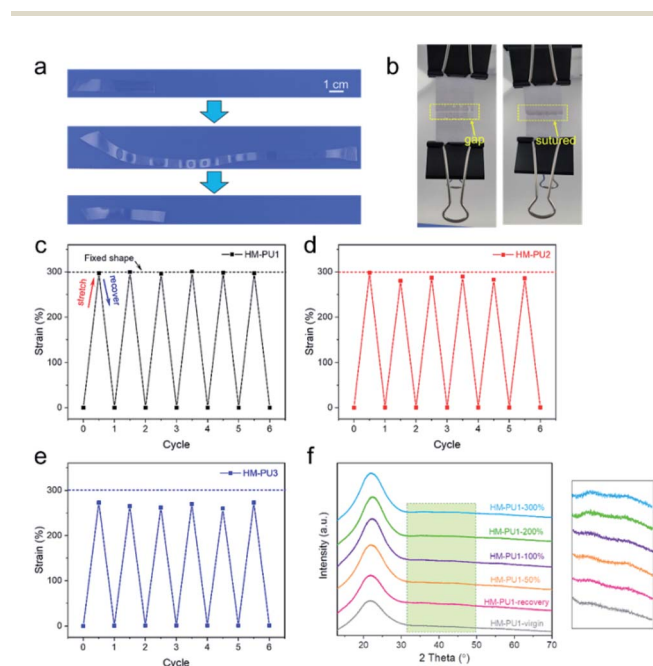 a
1 cm
b
gap
sutured
c
Fixed shape
HM-PU1
stretch
recover
300
200
100
0
Strain (%)
0 1 2 3 4 5 6
Cycle
d
HM-PU2
300
200
100
0
Strain (%)
0 1 2 3 4 5 6
Cycle
e
HM-PU3
300
200
100
0
Strain (%)
0 1 2 3 4 5 6
Cycle
f
HM-PU1-300%
HM-PU1-200%
HM-PU1-100%
HM-PU1-50%
HM-PU1-recovery
HM-PU1-virgin
Intensity (a.u.)
20 30 40 50 60 70
2 Theta (°)